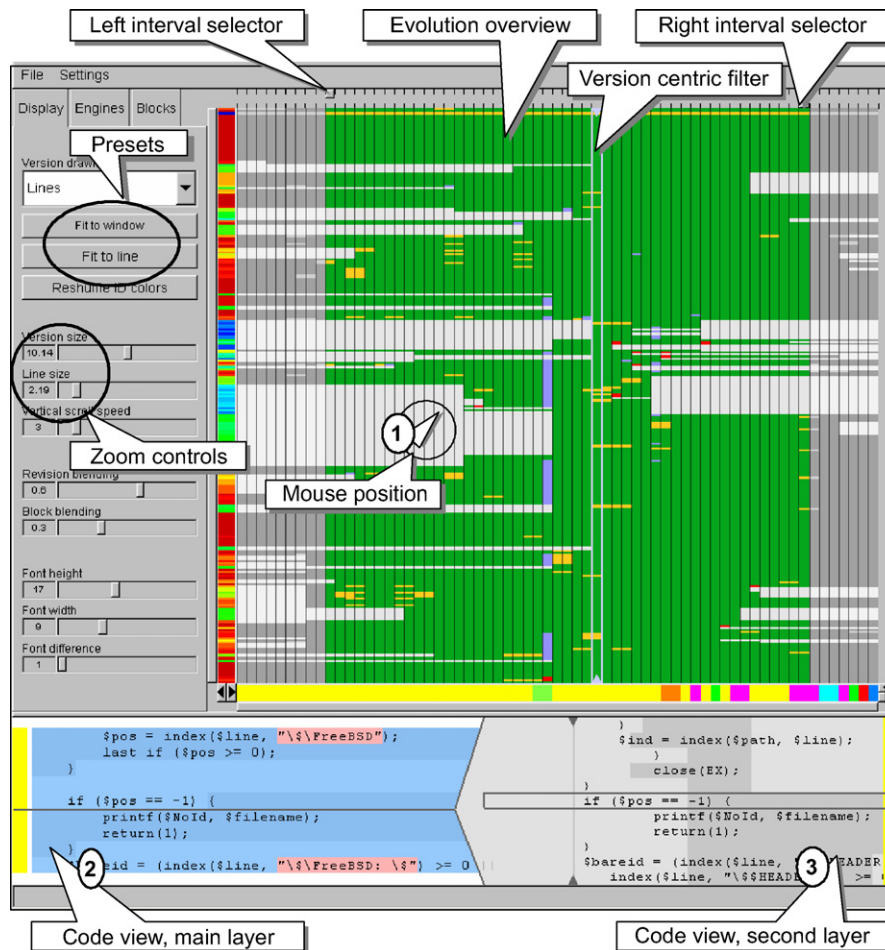 Left interval selector
Evolution overview
Right interval selector
Version centric filter
File Settings
Display Engines Blocks
Presets
Version draw
Lines
Fit to window
Fit to line
Reshuffle ID colors
Version size
10.14
Line size
2.19
Vertical scroll speed
3
Zoom controls
1
Mouse position
Revision blending
0.6
Block blending
0.3
Font height
17
Font width
9
Font difference
1
$pos = index($line, "\$\FreeBSD");
last if ($pos >= 0);
}
if ($pos == -1) {
printf($NoId, $filename);
return(1);
}
(index($line, "\$\FreeBSD: \$") >= 0
2
}
$ind = index($path, $line);
}
close(EX);
}
if ($pos == -1) {
printf($NoId, $filename);
return(1);
}
$bareid = (index($line,
index($line, "\$$HEADER
3
Code view, main layer
Code view, second layer